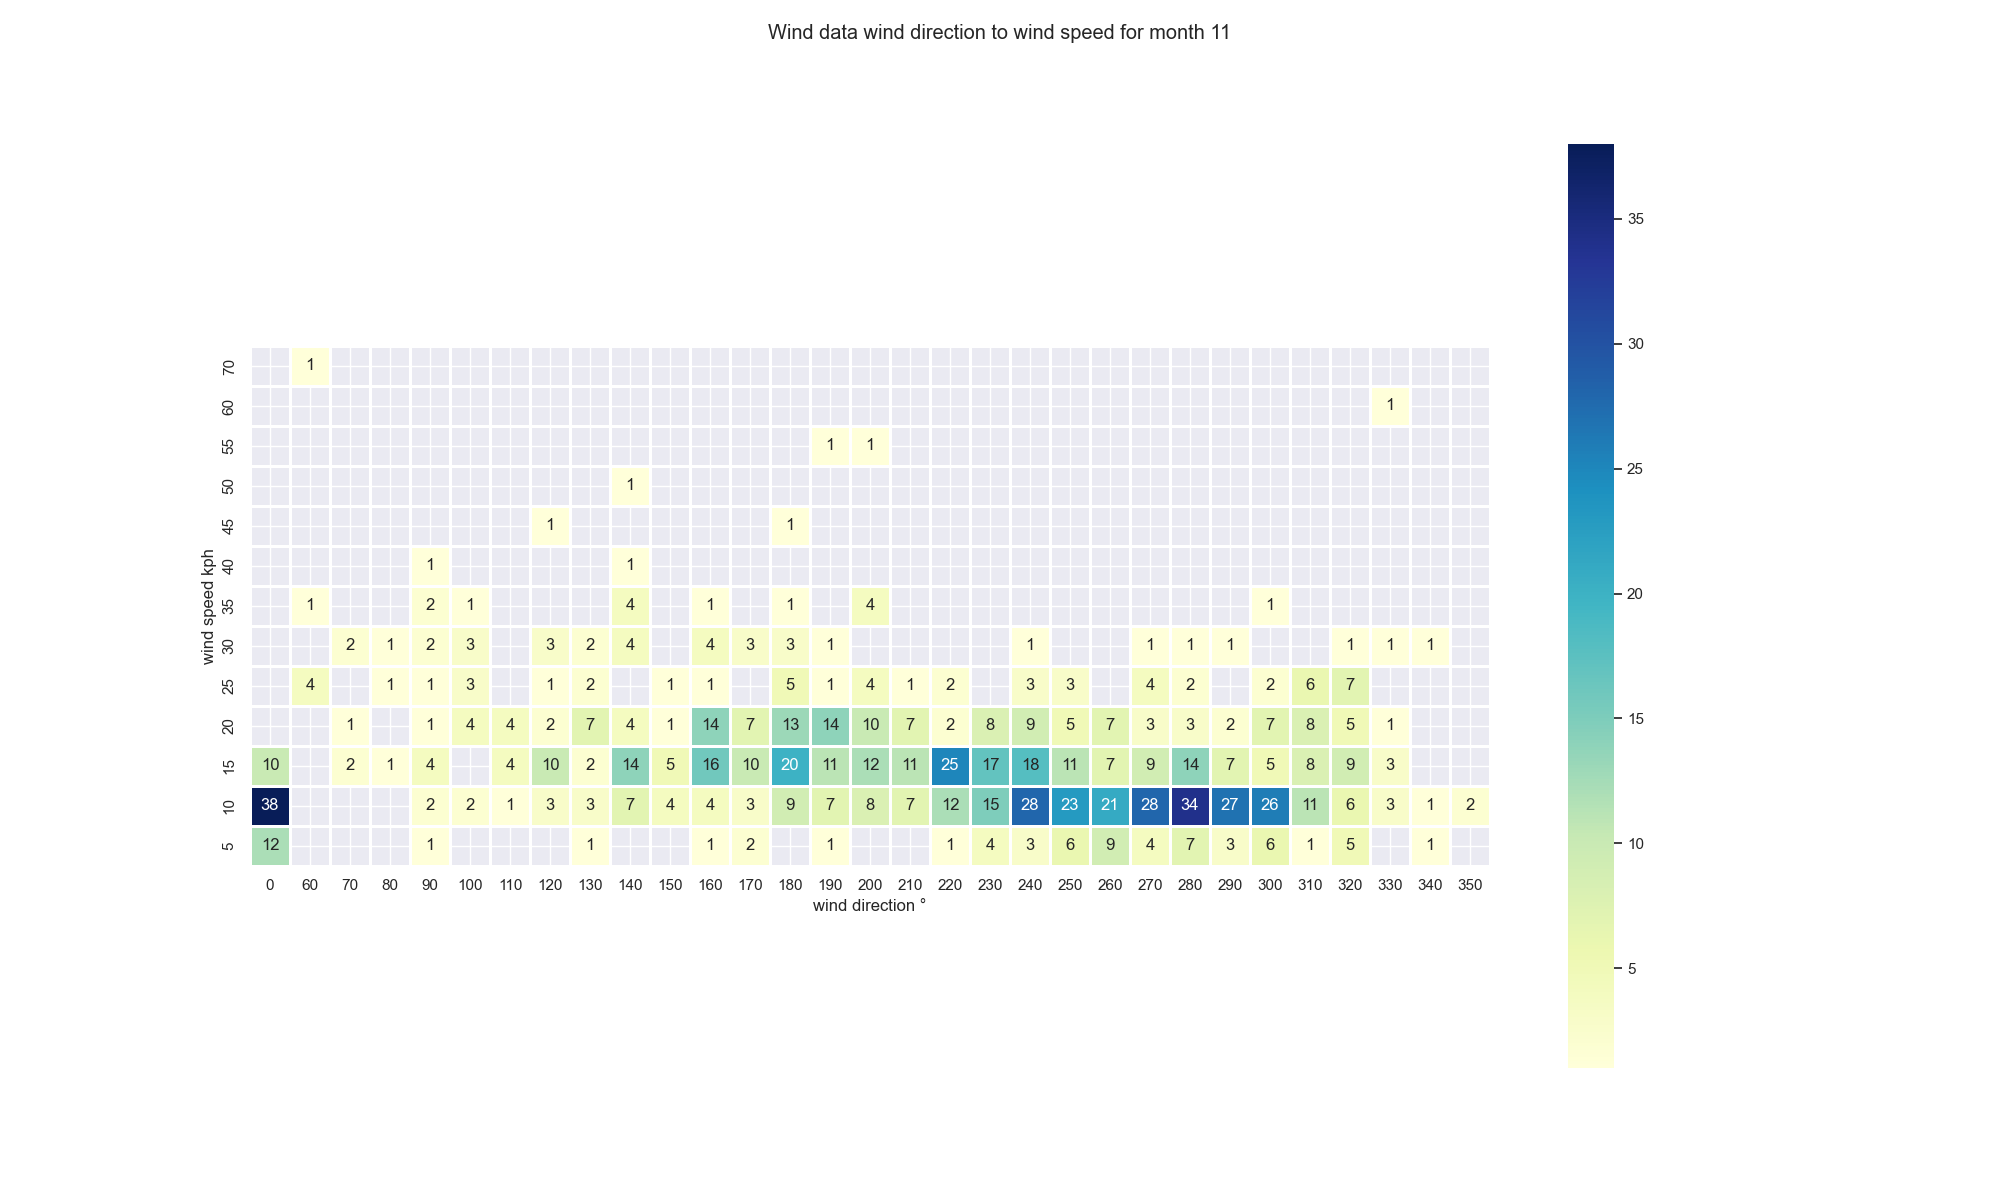 Wind data wind direction to wind speed for month 11
70 1
60 1
55 1 1
50 1
45 1 1
40 1 1
35 1 2 1 4 1 1 4 1
30 2 1 2 3 3 2 4 4 3 3 1 1 1 1 1 1 1 1
25 4 1 1 3 1 2 1 1 5 1 4 1 2 3 3 4 2 2 6 7
20 1 1 4 4 2 7 4 1 14 7 13 14 10 7 2 8 9 5 7 3 3 2 7 8 5 1
15 10 2 1 4 4 10 2 14 5 16 10 20 11 12 11 25 17 18 11 7 9 14 7 5 8 9 3
10 38 2 2 1 3 3 7 4 4 3 9 7 8 7 12 15 28 23 21 28 34 27 26 11 6 3 1 2
5 12 1 1 1 2 1 1 4 3 6 9 4 7 3 6 1 5 1
0 60 70 80 90 100 110 120 130 140 150 160 170 180 190 200 210 220 230 240 250 260 270 280 290 300 310 320 330 340 350
wind direction °
wind speed kph
35
30
25
20
15
10
5